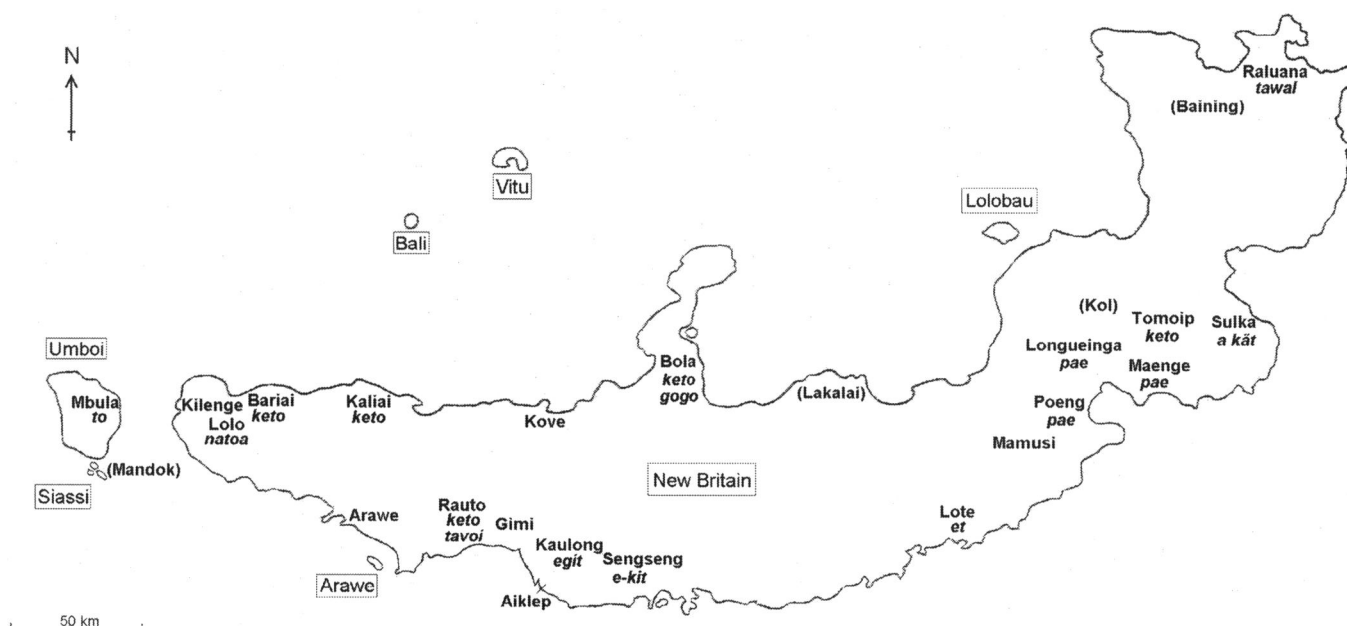 N
Raluana
tawal
(Baining)
Vitu
Lolobau
Bali
(Kol)
Tomoip
keto
Sulka
a kät
Longueinga
pae
Maenge
pae
Umboi
Mbula
to
Kilenge
Lolo
natoa
Bariai
keto
Kaliai
keto
Kove
Bola
keto
gogo
(Lakalai)
Poeng
pae
Mamusi
(Mandok)
Siassi
New Britain
Arawe
Rauto
keto
tavoi
Gimi
Kaulong
egit
Sengseng
e-kit
Lote
et
Arawe
Aiklep
50 km